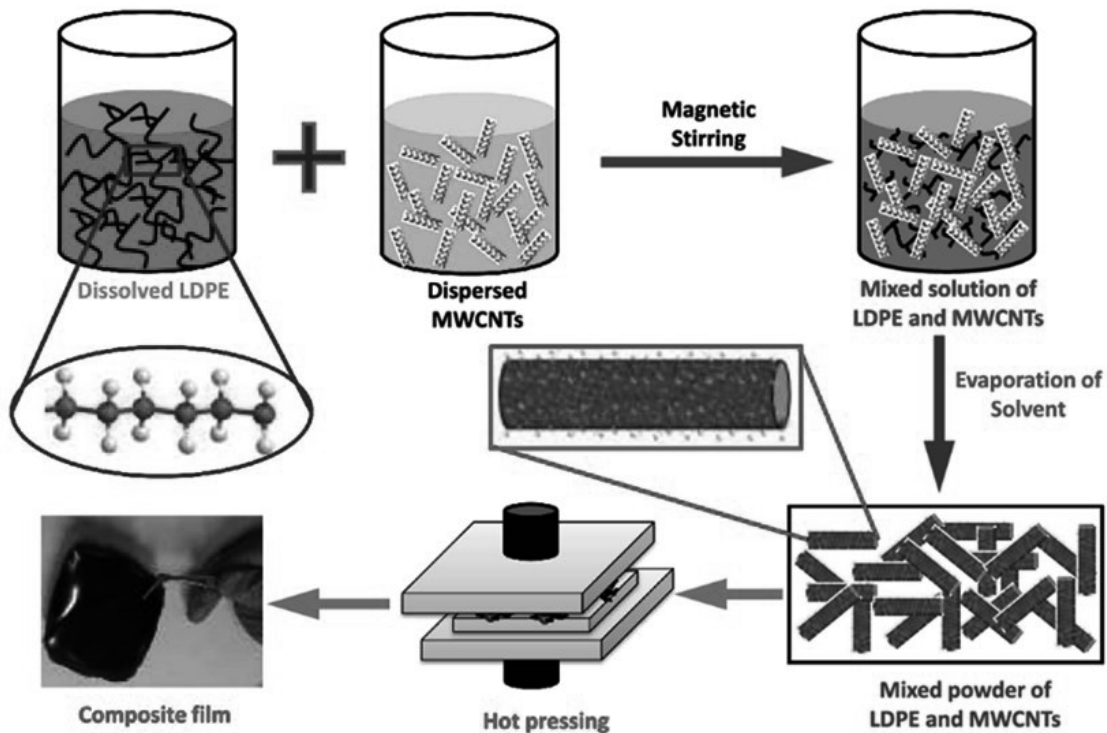 Magnetic
Stirring
Dissolved LDPE
Dispersed
MWCNTs
Mixed solution of
LDPE and MWCNTs
Evaporation of
Solvent
Composite film
Hot pressing
Mixed powder of
LDPE and MWCNTs